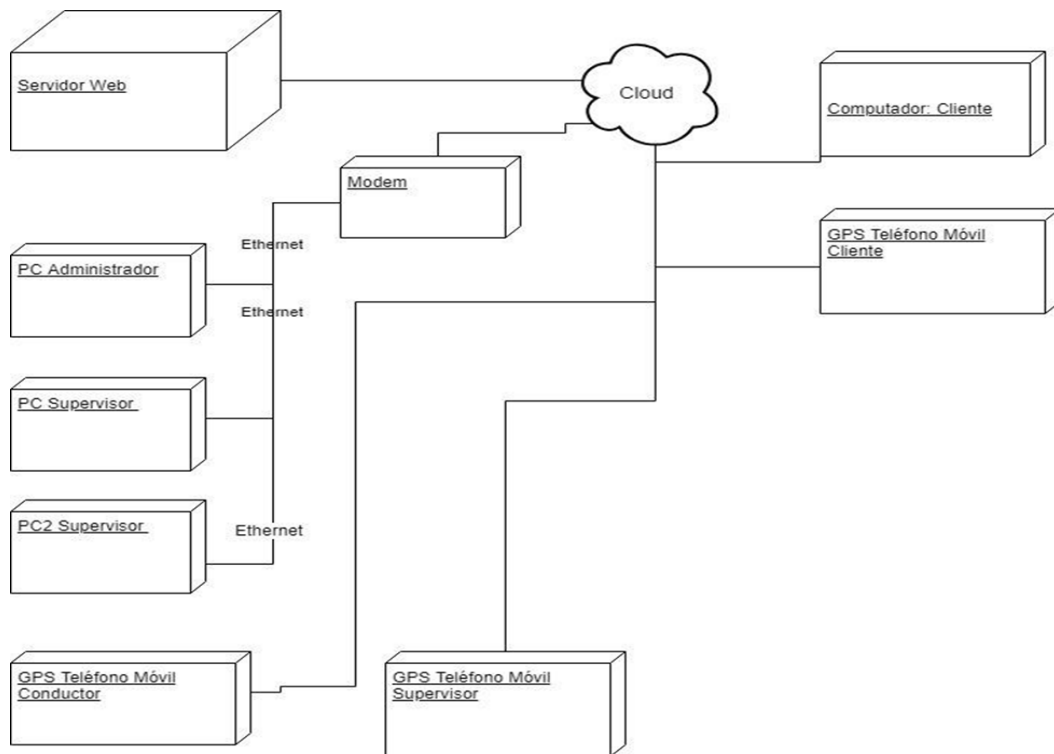 Servidor Web
Cloud
Computador: Cliente
Modem
GPS Teléfono Móvil
Cliente
Ethernet
PC Administrador
Ethernet
PC Supervisor
PC2 Supervisor
Ethernet
GPS Teléfono Móvil
Conductor
GPS Teléfono Móvil
Supervisor